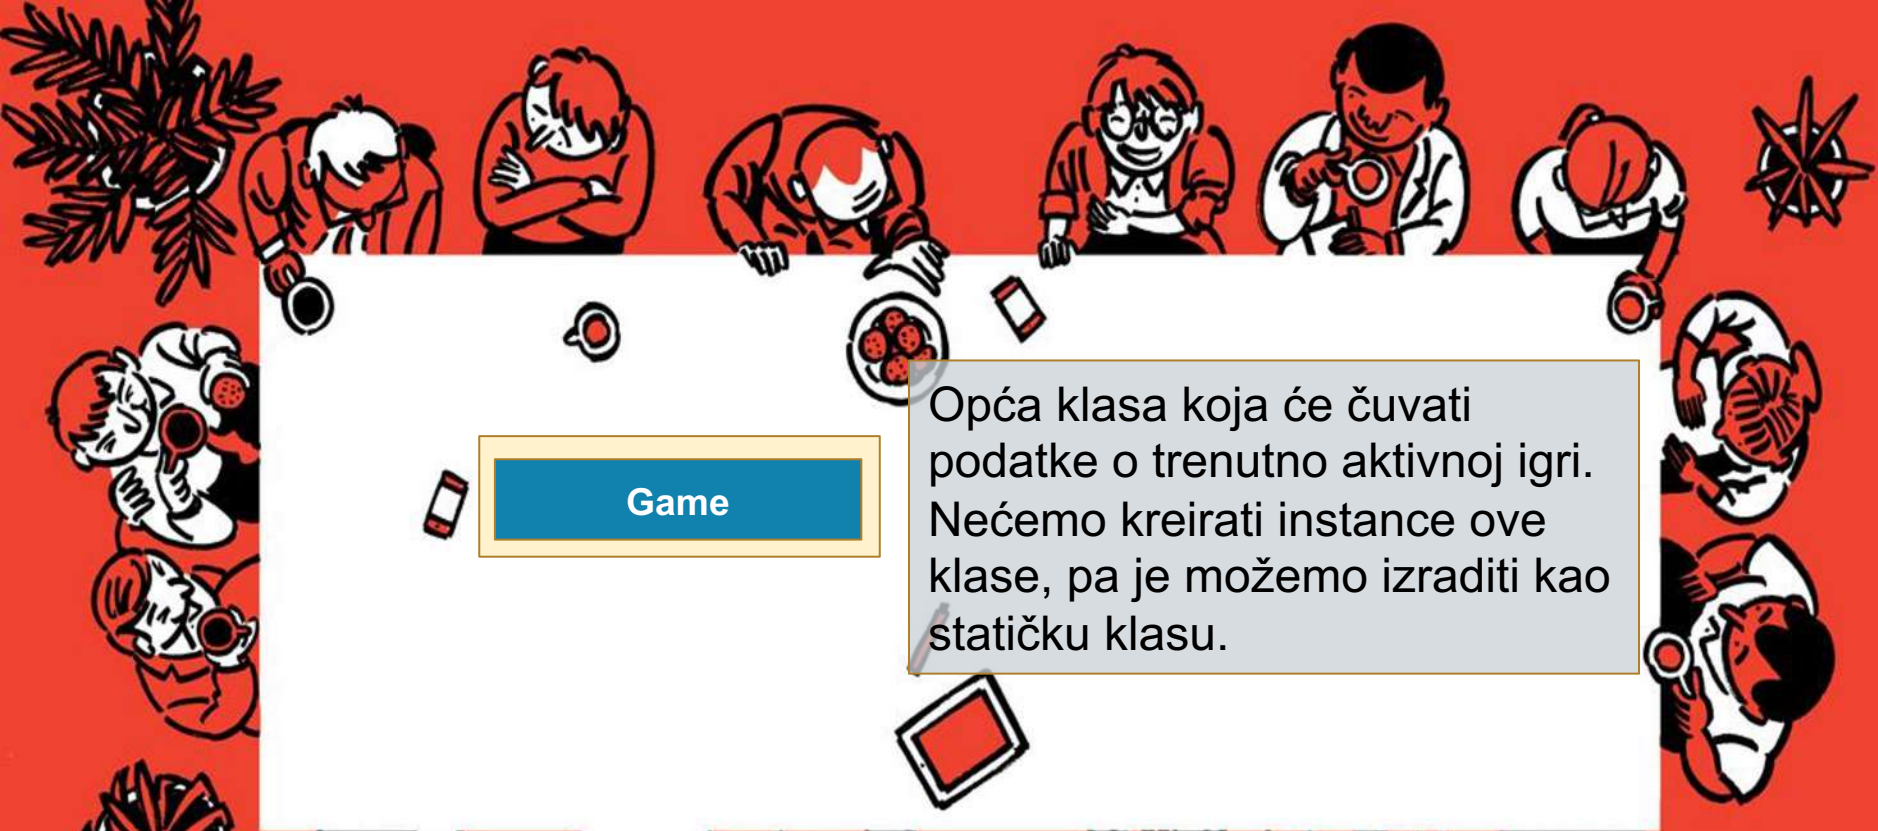 Game
Opća klasa koja će čuvati
podatke o trenutno aktivnoj igri.
Nećemo kreirati instance ove
klase, pa je možemo izraditi kao
statičku klasu.